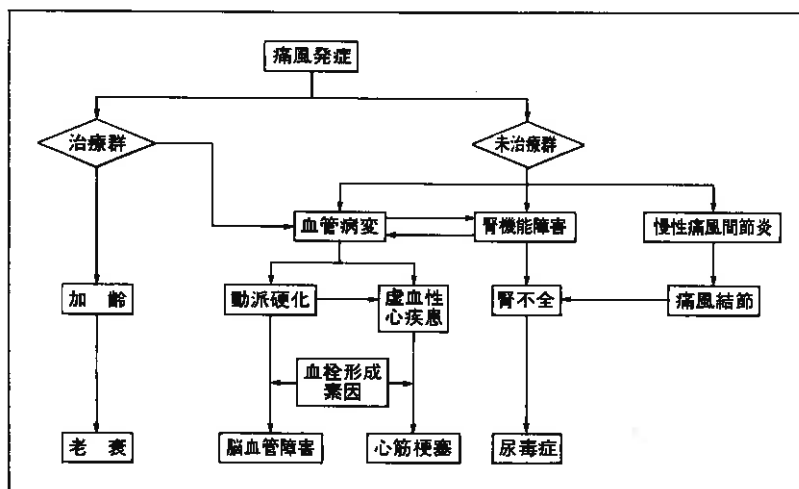 痛風発症
治療群
未治療群
血管病変
腎機能障害
慢性痛風間節炎
加齢
動派硬化
虚血性
心疾患
腎不全
痛風結節
血栓形成
素因
老衰
脳血管障害
心筋梗塞
尿毒症